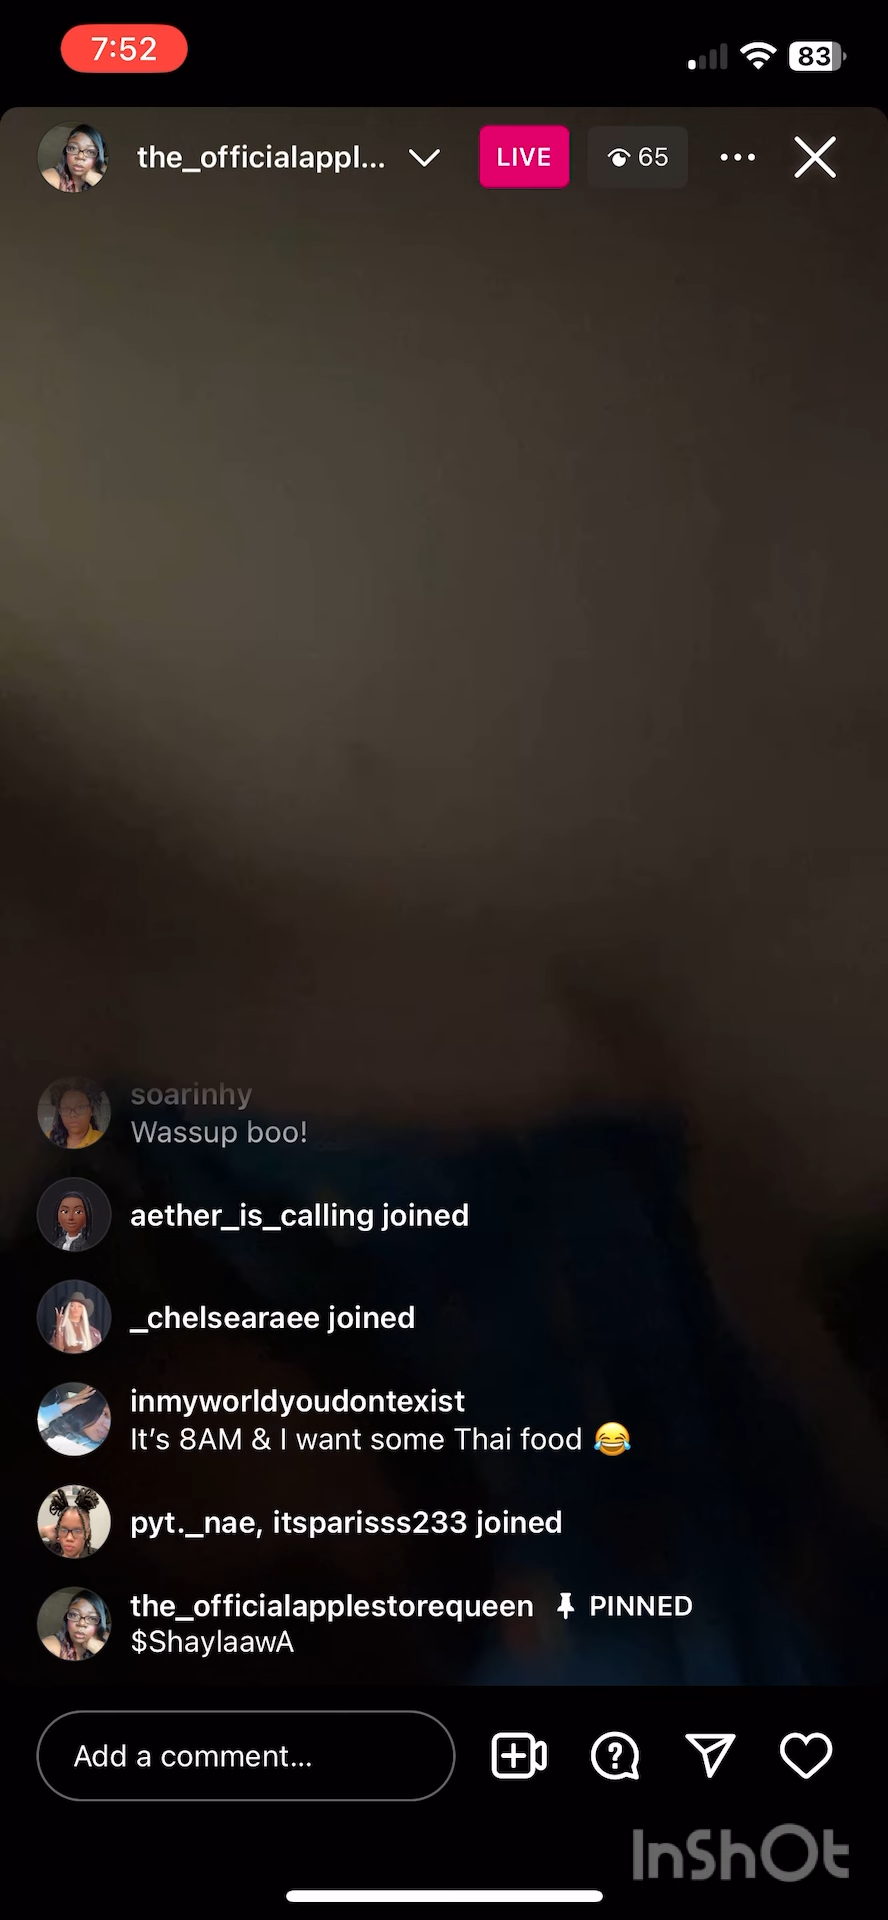 7:52
83
the_officialappl...
LIVE
65
soarinhy
Wassup boo!
aether_is_calling joined
_chelsearaee joined
inmyworldyoudontexist
It's 8AM & I want some Thai food 😂
pyt._nae, itsparisss233 joined
the_officialapplestorequeen PINNED
$ShaylaawA
Add a comment...
InShOt